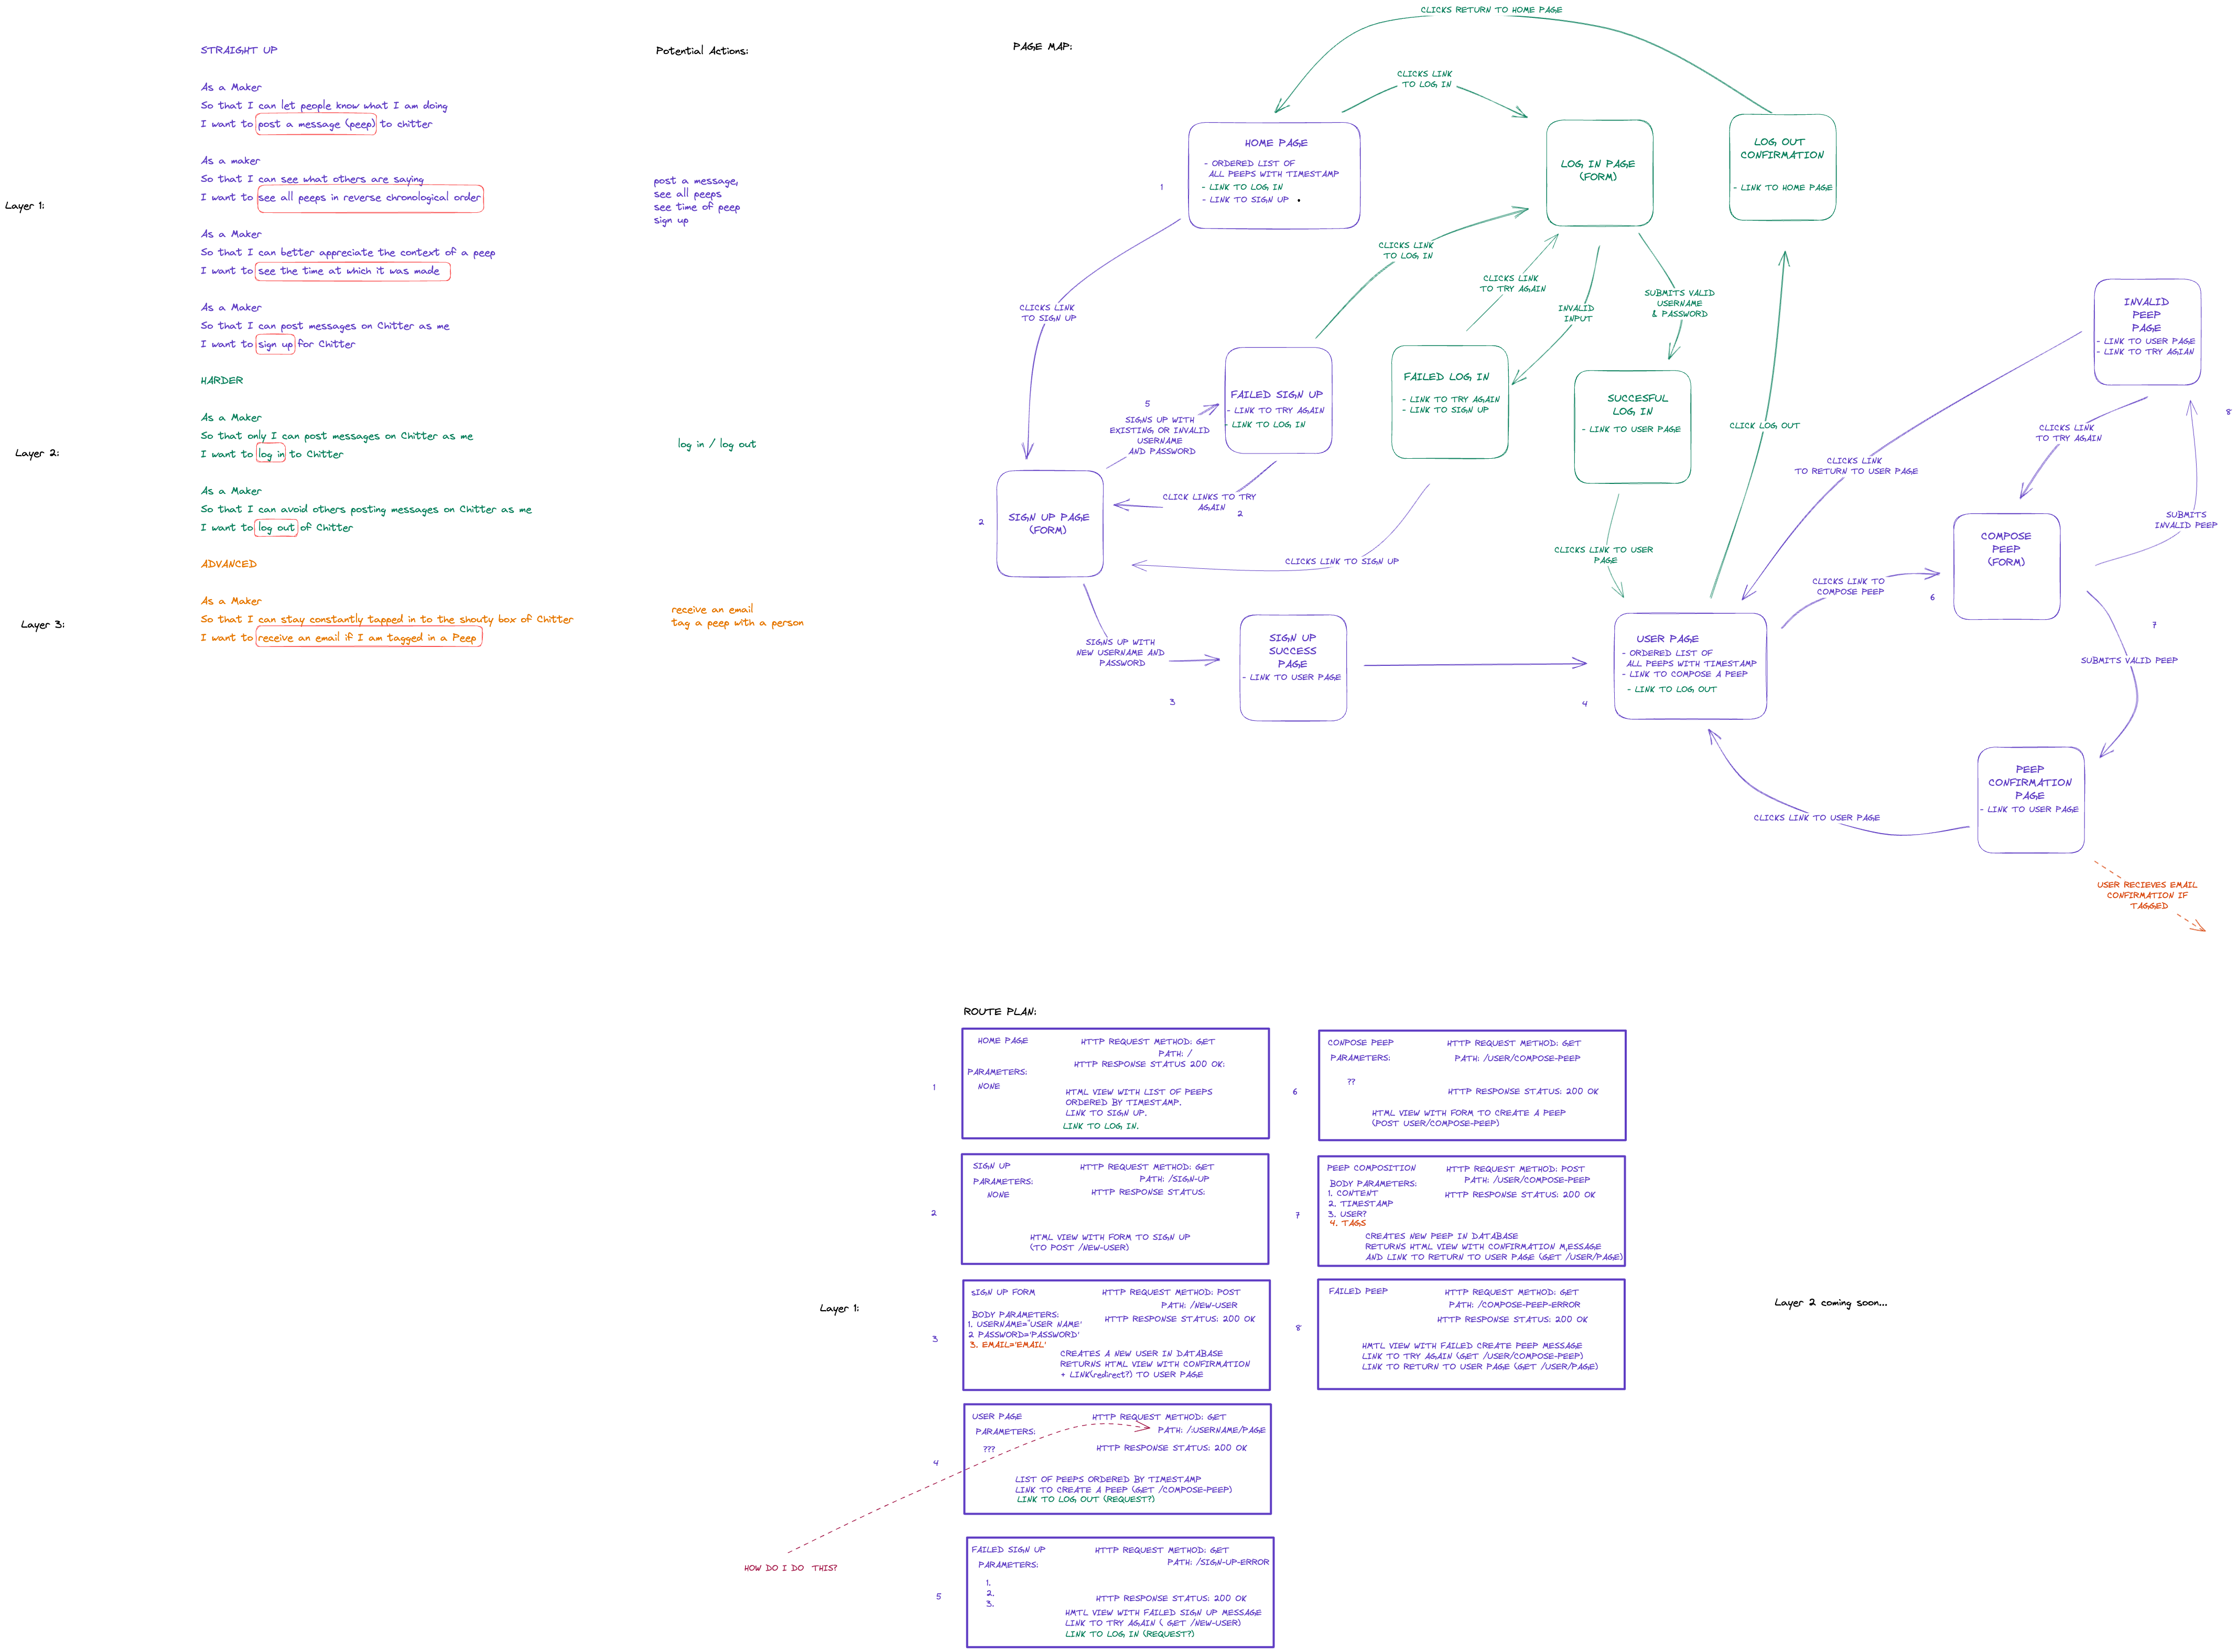 STRAIGHT UP
As a Maker
So that I can let people know what I am doing
I want to post a message (peep) to chitter
As a maker
So that I can see what others are saying
I want to see all peeps in reverse chronological order
As a Maker
So that I can better appreciate the context of a peep
I want to see the time at which it was made
As a Maker
So that I can post messages on Chitter as me
I want to sign up for Chitter
HARDER
As a Maker
So that only I can post messages on Chitter as me
I want to log in to Chitter
As a Maker
So that I can avoid others posting messages on Chitter as me
I want to log out of Chitter
ADVANCED
As a Maker
So that I can stay constantly tapped in to the shouty box of Chitter
I want to receive an email if I am tagged in a Peep
Layer 1:
Layer 2:
Layer 3:
Potential Actions:
post a message,
see all peeps
see time of peep
sign up
log in / log out
receive an email
tag a peep with a person
PAGE MAP:
CLICKS RETURN TO HOME PAGE
CLICKS LINK
TO LOG IN
1
HOME PAGE
- ORDERED LIST OF
ALL PEEPS WITH TIMESTAMP
- LINK TO LOG IN
- LINK TO SIGN UP
LOG IN PAGE
(FORM)
LOG OUT
CONFIRMATION
- LINK TO HOME PAGE
CLICKS LINK
TO LOG IN
CLICKS LINK
TO TRY AGAIN
INVALID
INPUT
SUBMITS VALID
USERNAME
& PASSWORD
CLICKS LINK
TO SIGN UP
INVALID
PEEP
PAGE
- LINK TO USER PAGE
- LINK TO TRY AGIAN
8
5
SIGNS UP WITH
EXISTING OR INVALID
USERNAME
AND PASSWORD
FAILED SIGN UP
- LINK TO TRY AGAIN
- LINK TO LOG IN
FAILED LOG IN
- LINK TO TRY AGAIN
- LINK TO SIGN UP
SUCCESFUL
LOG IN
- LINK TO USER PAGE
CLICK LOG OUT
CLICKS LINK
TO RETURN TO USER PAGE
CLICKS LINK
TO TRY AGAIN
SUBMITS
INVALID PEEP
2
SIGN UP PAGE
(FORM)
CLICK LINKS TO TRY
AGAIN
2
CLICKS LINK TO SIGN UP
CLICKS LINK TO USER
PAGE
CLICKS LINK TO
COMPOSE PEEP
6
COMPOSE
PEEP
(FORM)
7
SUBMITS VALID PEEP
SIGNS UP WITH
NEW USERNAME AND
PASSWORD
3
SIGN UP
SUCCESS
PAGE
- LINK TO USER PAGE
4
USER PAGE
- ORDERED LIST OF
ALL PEEPS WITH TIMESTAMP
- LINK TO COMPOSE A PEEP
- LINK TO LOG OUT
CLICKS LINK TO USER PAGE
PEEP
CONFIRMATION
PAGE
- LINK TO USER PAGE
USER RECIEVES EMAIL
CONFIRMATION IF
TAGGED
ROUTE PLAN:
Layer 1:
1
HOME PAGE
HTTP REQUEST METHOD: GET
PATH: /
HTTP RESPONSE STATUS 200 OK:
PARAMETERS:
NONE
HTML VIEW WITH LIST OF PEEPS
ORDERED BY TIMESTAMP.
LINK TO SIGN UP.
LINK TO LOG IN.
2
SIGN UP
HTTP REQUEST METHOD: GET
PARAMETERS:
PATH: /SIGN-UP
NONE
HTTP RESPONSE STATUS:
HTML VIEW WITH FORM TO SIGN UP
(TO POST /NEW-USER)
3
sIGN UP FORM
HTTP REQUEST METHOD: POST
PATH: /NEW-USER
BODY PARAMETERS:
HTTP RESPONSE STATUS: 200 OK
1. USERNAME='USER NAME'
2 PASSWORD='PASSWORD'
3. EMAIL='EMAIL'
CREATES A NEW USER IN DATABASE
RETURNS HTML VIEW WITH CONFIRMATION
+ LINK(redirect?) TO USER PAGE
4
USER PAGE
HTTP REQUEST METHOD: GET
PARAMETERS:
PATH: /:USERNAME/PAGE
???
HTTP RESPONSE STATUS: 200 OK
LIST OF PEEPS ORDERED BY TIMESTAMP
LINK TO CREATE A PEEP (GET /COMPOSE-PEEP)
LINK TO LOG OUT (REQUEST?)
HOW DO I DO THIS?
5
FAILED SIGN UP
HTTP REQUEST METHOD: GET
PARAMETERS:
PATH: /SIGN-UP-ERROR
1.
2.
3.
HTTP RESPONSE STATUS: 200 OK
HMTL VIEW WITH FAILED SIGN UP MESSAGE
LINK TO TRY AGAIN ( GET /NEW-USER)
LINK TO LOG IN (REQUEST?)
6
CONPOSE PEEP
HTTP REQUEST METHOD: GET
PARAMETERS:
PATH: /USER/COMPOSE-PEEP
??
HTTP RESPONSE STATUS: 200 OK
HTML VIEW WITH FORM TO CREATE A PEEP
(POST USER/COMPOSE-PEEP)
7
PEEP COMPOSITION
HTTP REQUEST METHOD: POST
PATH: /USER/COMPOSE-PEEP
BODY PARAMETERS:
1. CONTENT
HTTP RESPONSE STATUS: 200 OK
2. TIMESTAMP
3. USER?
4. TAGS
CREATES NEW PEEP IN DATABASE
RETURNS HTML VIEW WITH CONFIRMATION M,ESSAGE
AND LINK TO RETURN TO USER PAGE (GET /USER/PAGE)
8
FAILED PEEP
HTTP REQUEST METHOD: GET
PATH: /COMPOSE-PEEP-ERROR
HTTP RESPONSE STATUS: 200 OK
HMTL VIEW WITH FAILED CREATE PEEP MESSAGE
LINK TO TRY AGAIN (GET /USER/COMPOSE-PEEP)
LINK TO RETURN TO USER PAGE (GET /USER/PAGE)
Layer 2 coming soon...